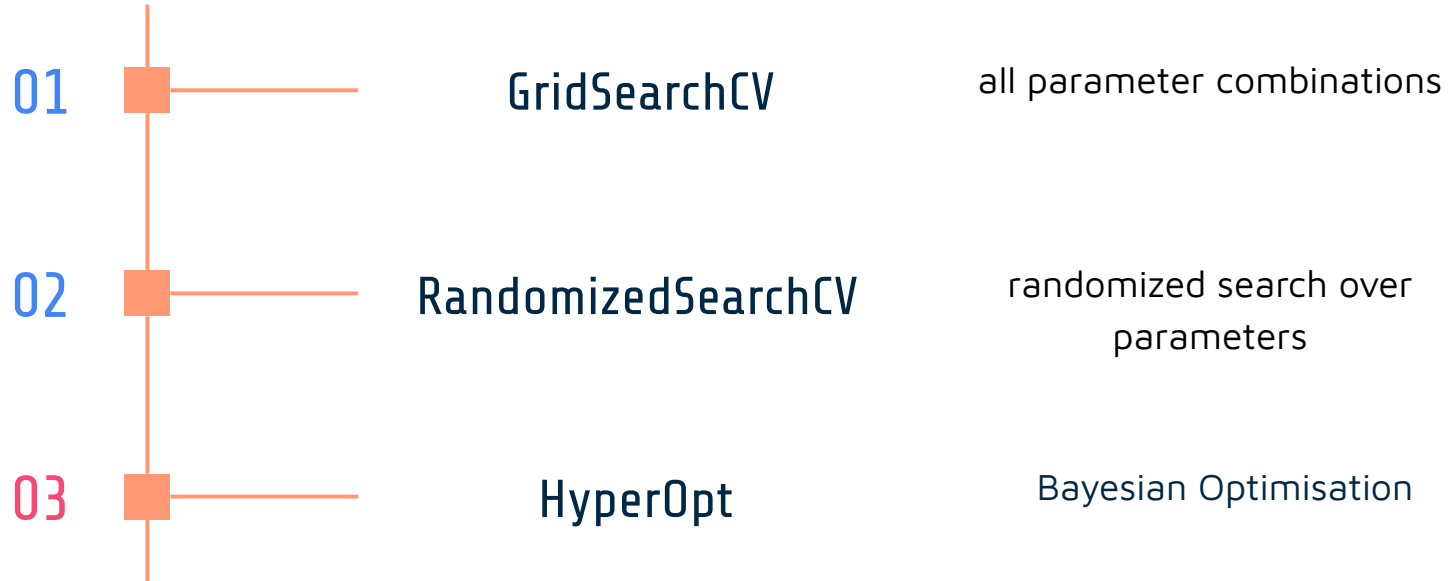 01 GridSearchCV all parameter combinations
02 RandomizedSearchCV randomized search over
parameters
03 HyperOpt Bayesian Optimisation